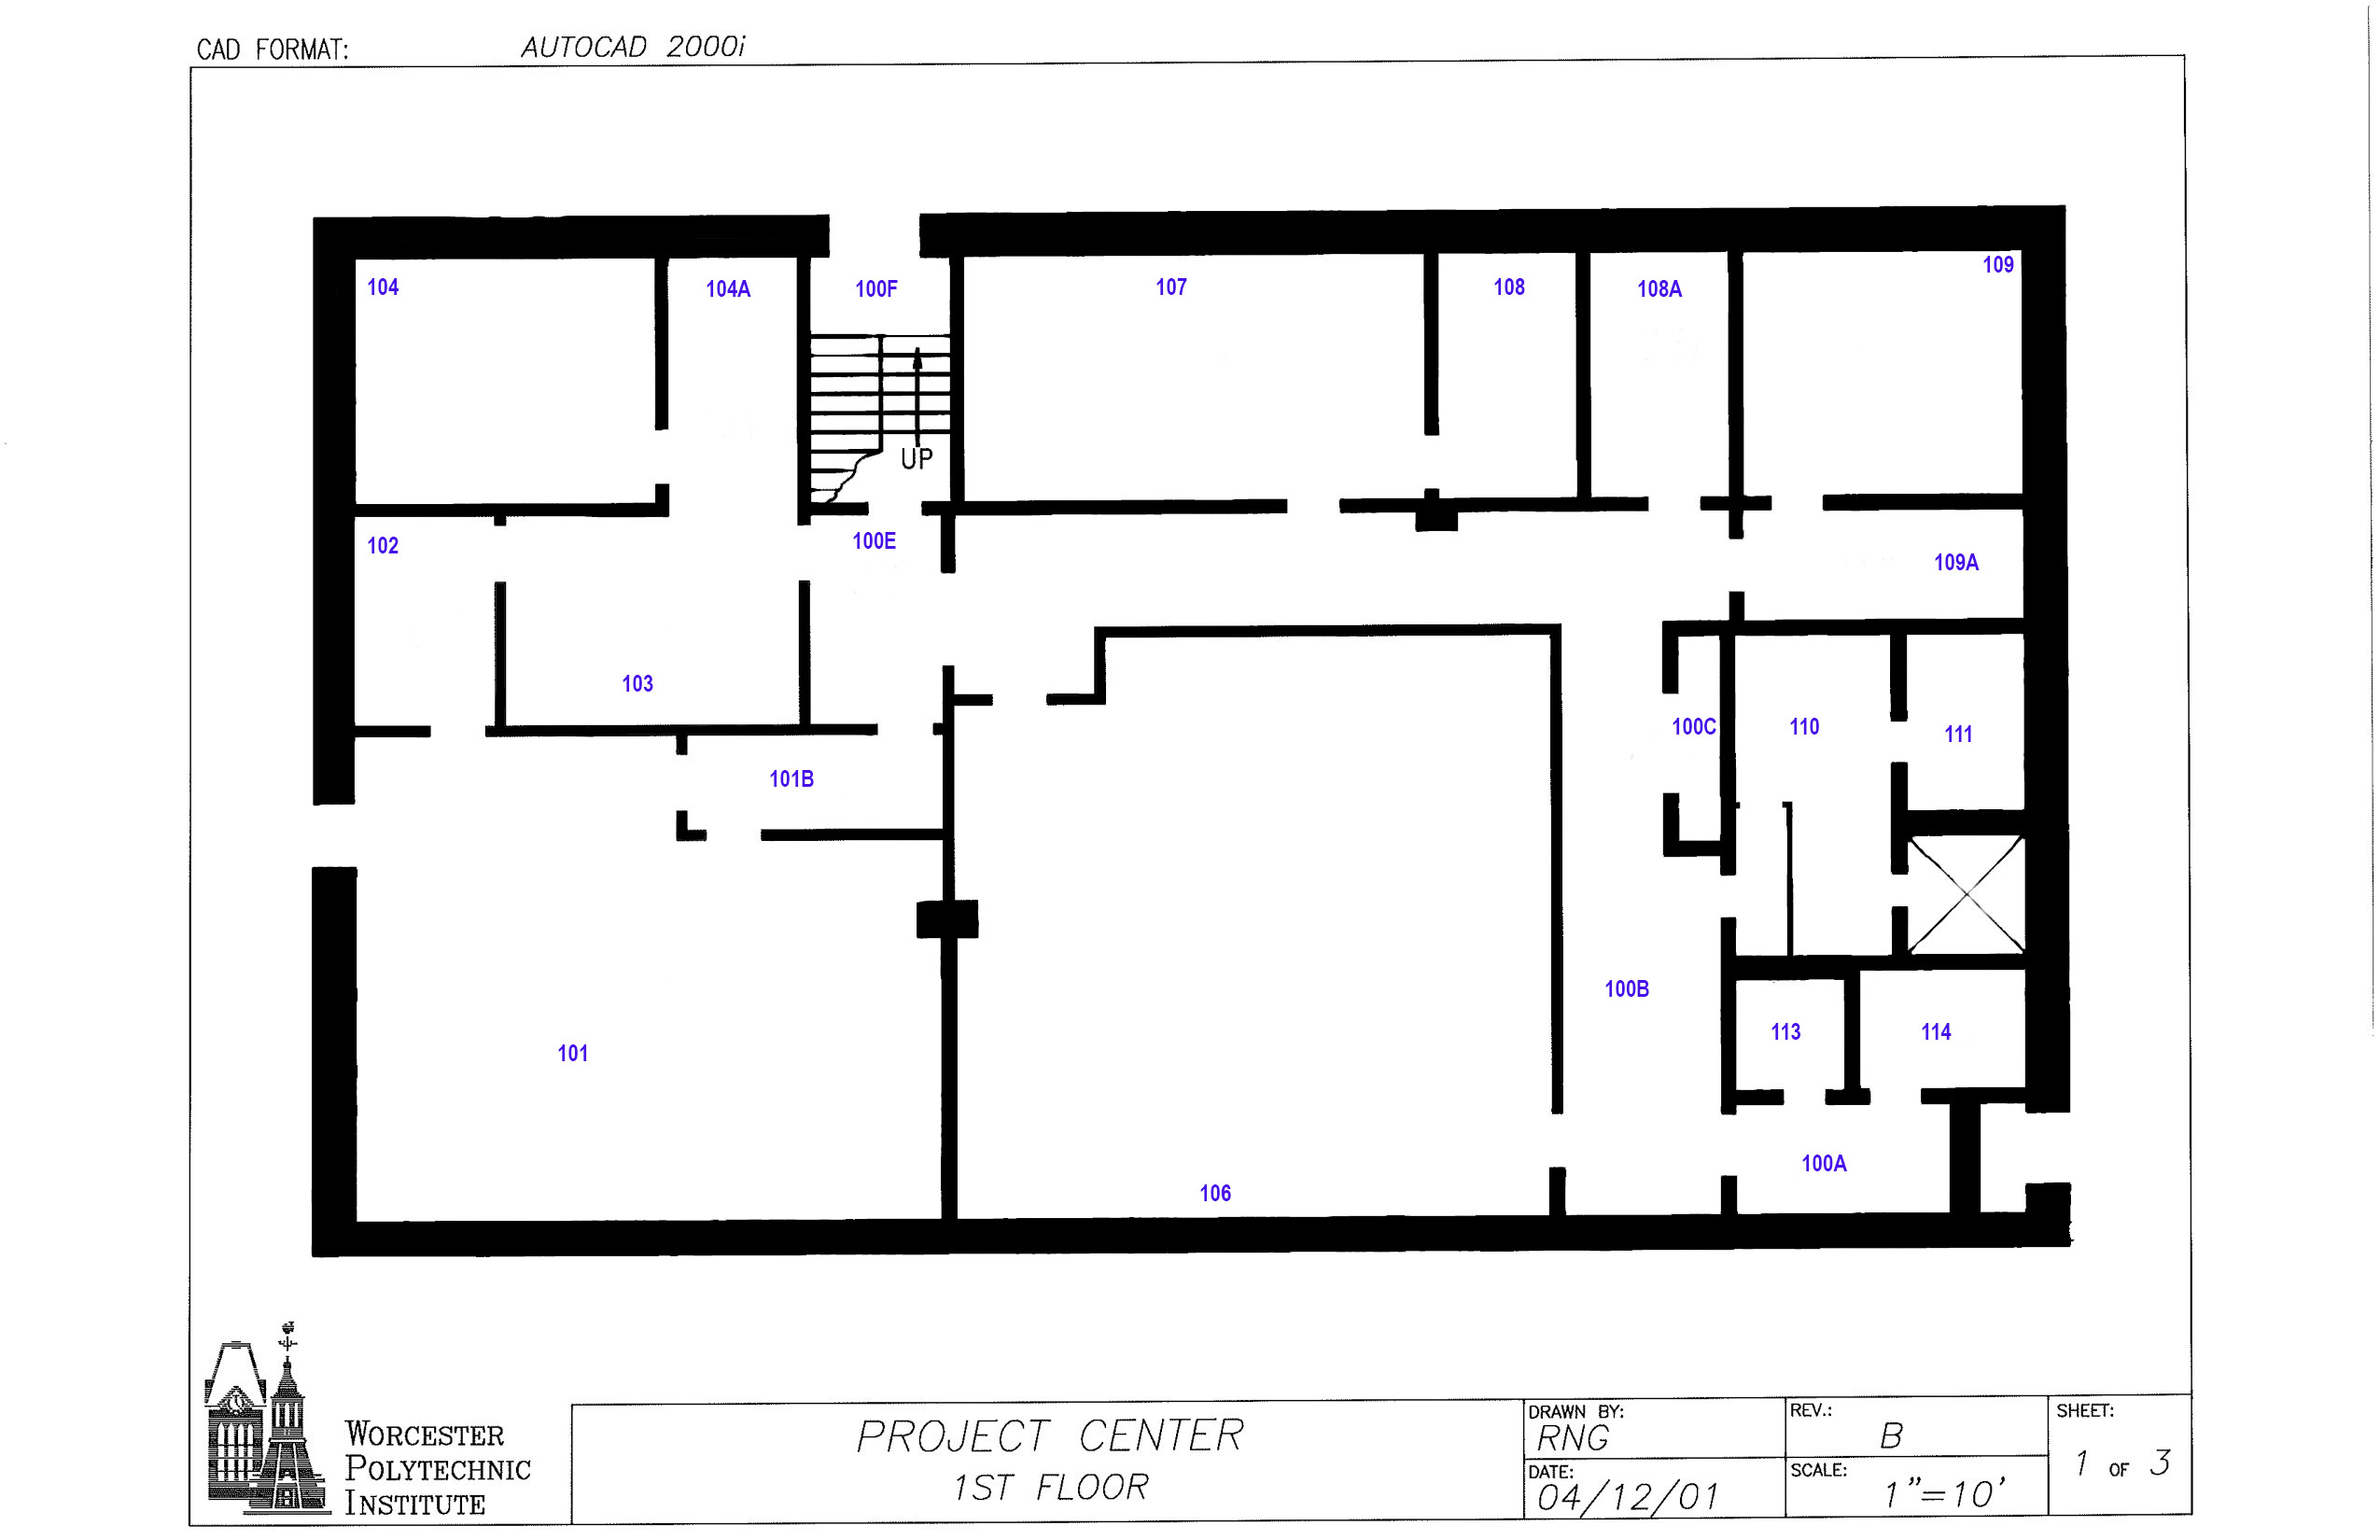 CAD FORMAT: AUTOCAD 2000i
104 104A 100F 107 108 108A 109
UP
102 100E 109A
103 100C 110 111
101B
100B
101 113 114
100A
106
WORCESTER
POLYTECHNIC
INSTITUTE
PROJECT CENTER
1ST FLOOR
DRAWN BY:
RNG
DATE:
04/12/01
REV.:
B
SCALE:
1"=10'
SHEET:
1 OF 3